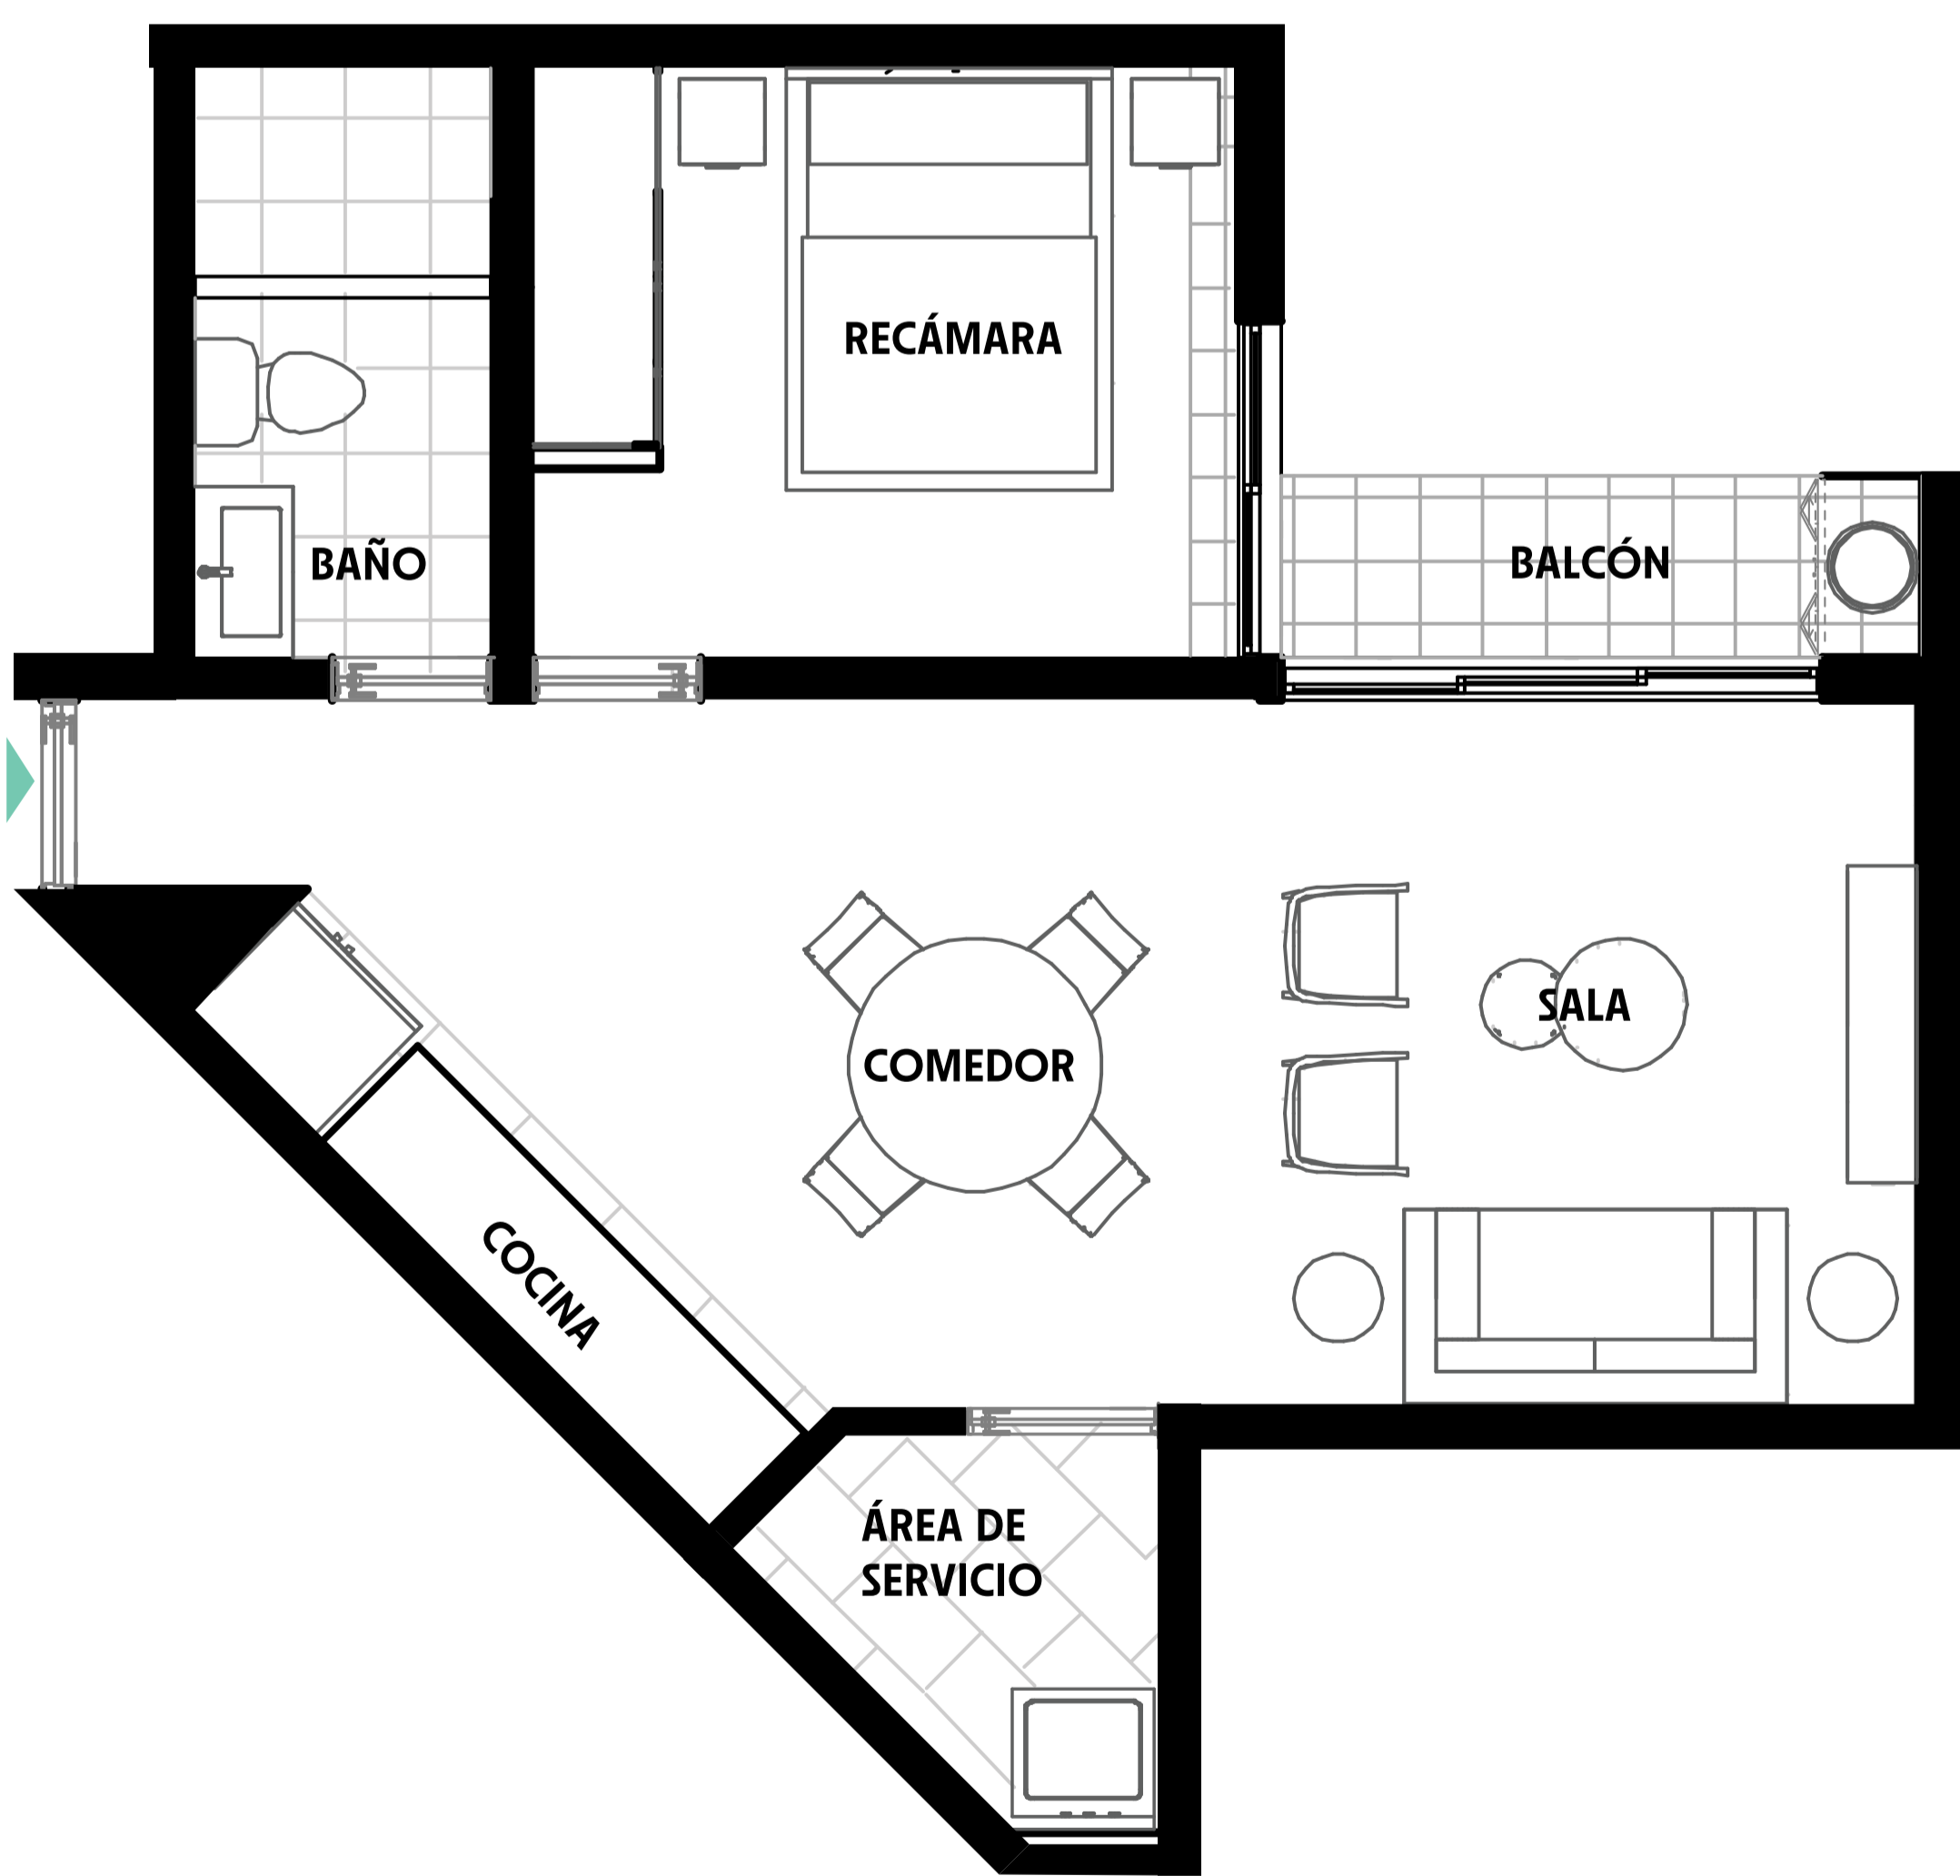 RECÁMARA
BAÑO
BALCÓN
SALA
COMEDOR
COCINA
ÁREA DE
SERVICIO